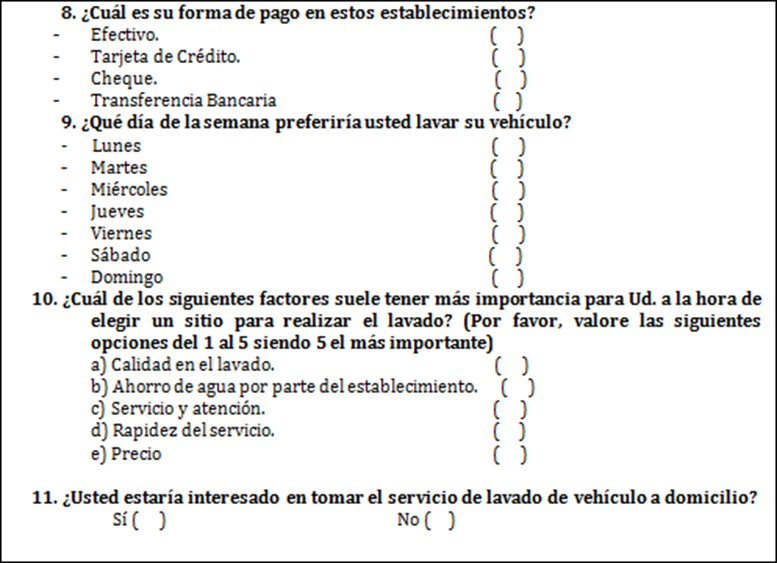 8. ¿Cuál es su forma de pago en estos establecimientos?
- Efectivo. ( )
- Tarjeta de Crédito. ( )
- Cheque. ( )
- Transferencia Bancaria ( )
9. ¿Qué día de la semana preferiría usted lavar su vehículo?
- Lunes ( )
- Martes ( )
- Miércoles ( )
- Jueves ( )
- Viernes ( )
- Sábado ( )
- Domingo ( )
10. ¿Cuál de los siguientes factores suele tener más importancia para Ud. a la hora de
elegir un sitio para realizar el lavado? (Por favor, valore las siguientes
opciones del 1 al 5 siendo 5 el más importante)
a) Calidad en el lavado. ( )
b) Ahorro de agua por parte del establecimiento. ( )
c) Servicio y atención. ( )
d) Rapidez del servicio. ( )
e) Precio ( )
11. ¿Usted estaría interesado en tomar el servicio de lavado de vehículo a domicilio?
Sí ( ) No ( )